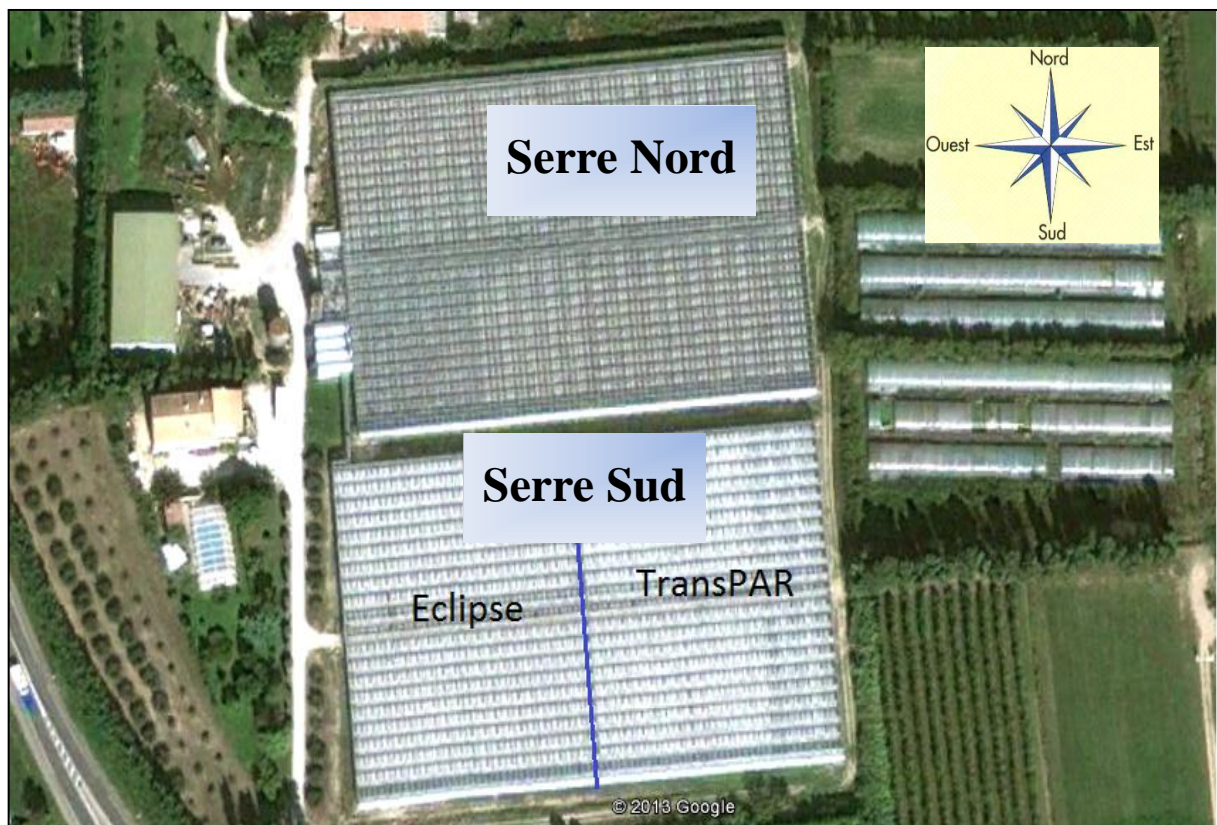 Nord
Ouest
Est
Sud
Serre Nord
Serre Sud
Eclipse
TransPAR
© 2013 Google